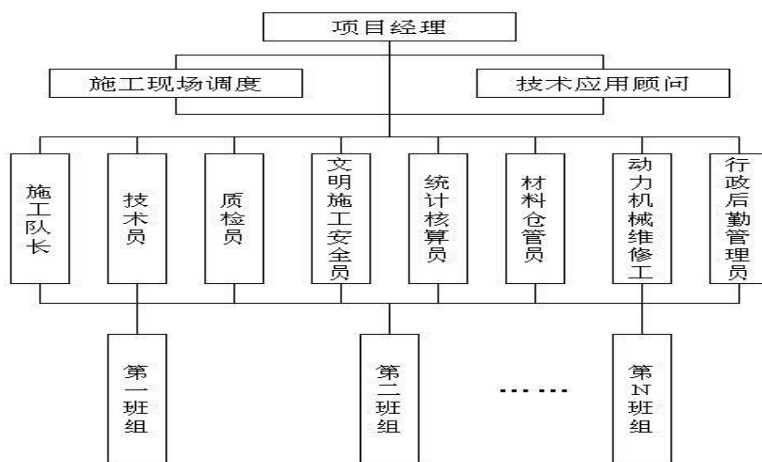 项目经理
施工现场调度
技术应用顾问
施工队长
技术员
质检员
文明施工安全员
统计核算员
材料仓管员
动力机械维修工
行政后勤管理员
第一班组
第二班组
……
第N班组